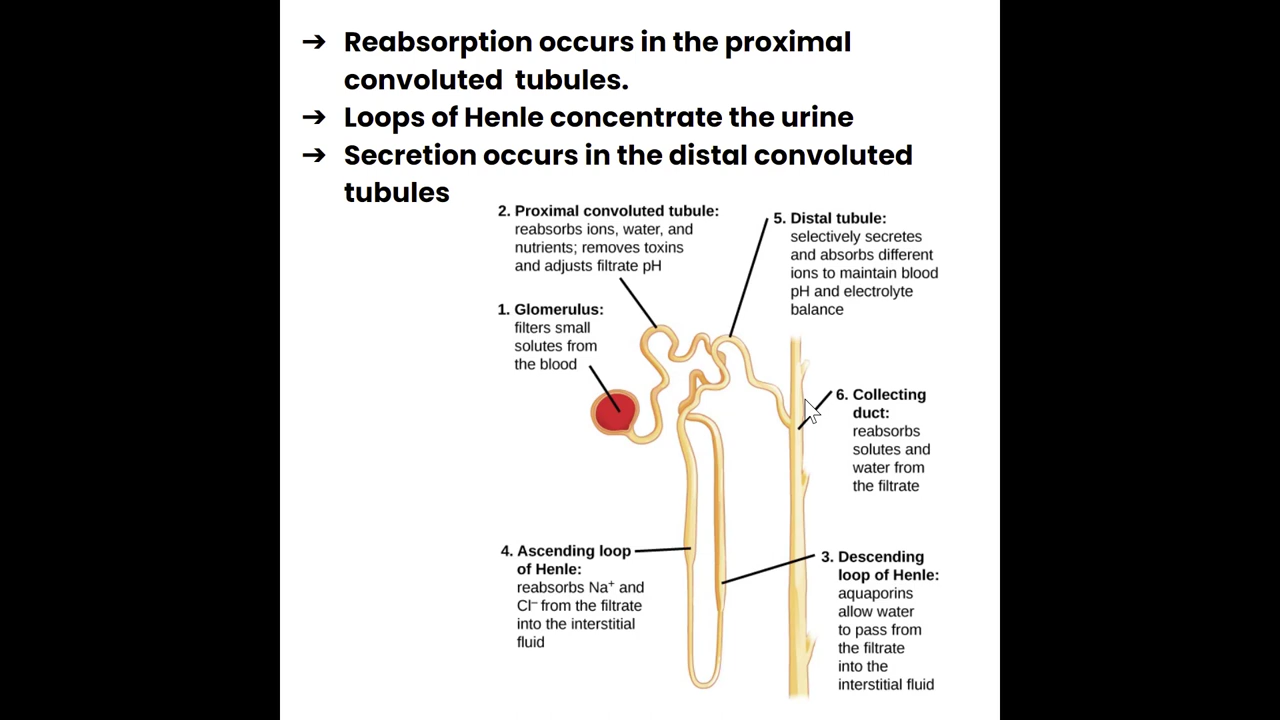 ➔ Reabsorption occurs in the proximal
convoluted tubules.
➔ Loops of Henle concentrate the urine
➔ Secretion occurs in the distal convoluted
tubules
2. Proximal convoluted tubule:
reabsorbs ions, water, and
nutrients; removes toxins
and adjusts filtrate pH
5. Distal tubule:
selectively secretes
and absorbs different
ions to maintain blood
pH and electrolyte
balance
1. Glomerulus:
filters small
solutes from
the blood
6. Collecting
duct:
reabsorbs
solutes and
water from
the filtrate
4. Ascending loop
of Henle:
reabsorbs Na⁺ and
Cl⁻ from the filtrate
into the interstitial
fluid
3. Descending
loop of Henle:
aquaporins
allow water
to pass from
the filtrate
into the
interstitial fluid